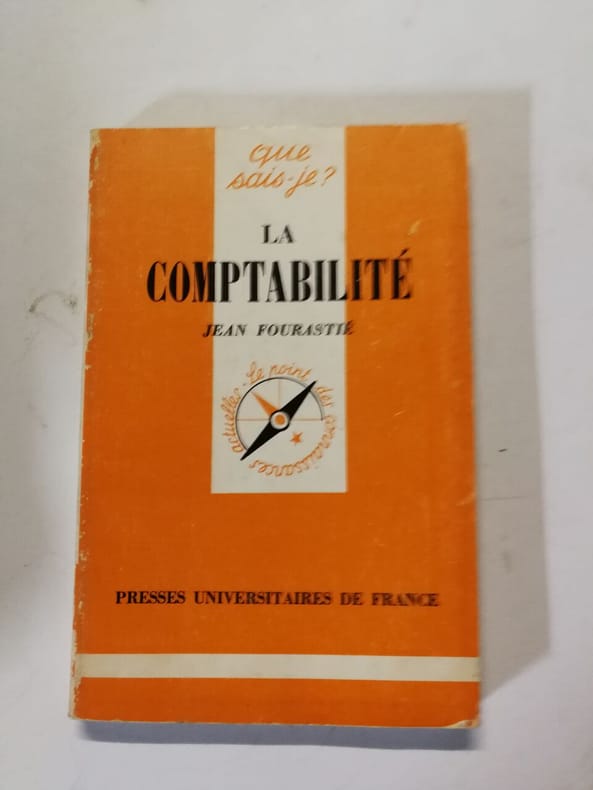 que
sais-je?
LA
COMPTABILITÉ
JEAN FOURASTIÉ
Le point des connaissances actuelles
PRESSES UNIVERSITAIRES DE FRANCE